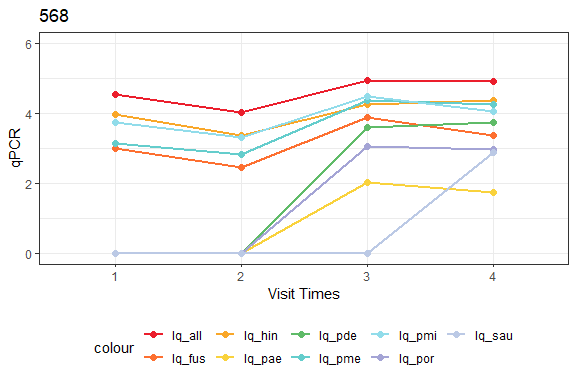 568
6
4
2
0
qPCR
1 2 3 4
Visit Times
colour
lq_all lq_hin lq_pde lq_pmi lq_sau
lq_fus lq_pae lq_pme lq_por